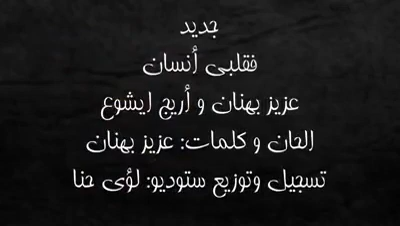 جديد
فقلبى أنسان
عزيز بهنان و أريج ايشوع
الحان و كلمات: عزيز بهنان
تسجيل وتوزيع ستوديو: لؤى حنا